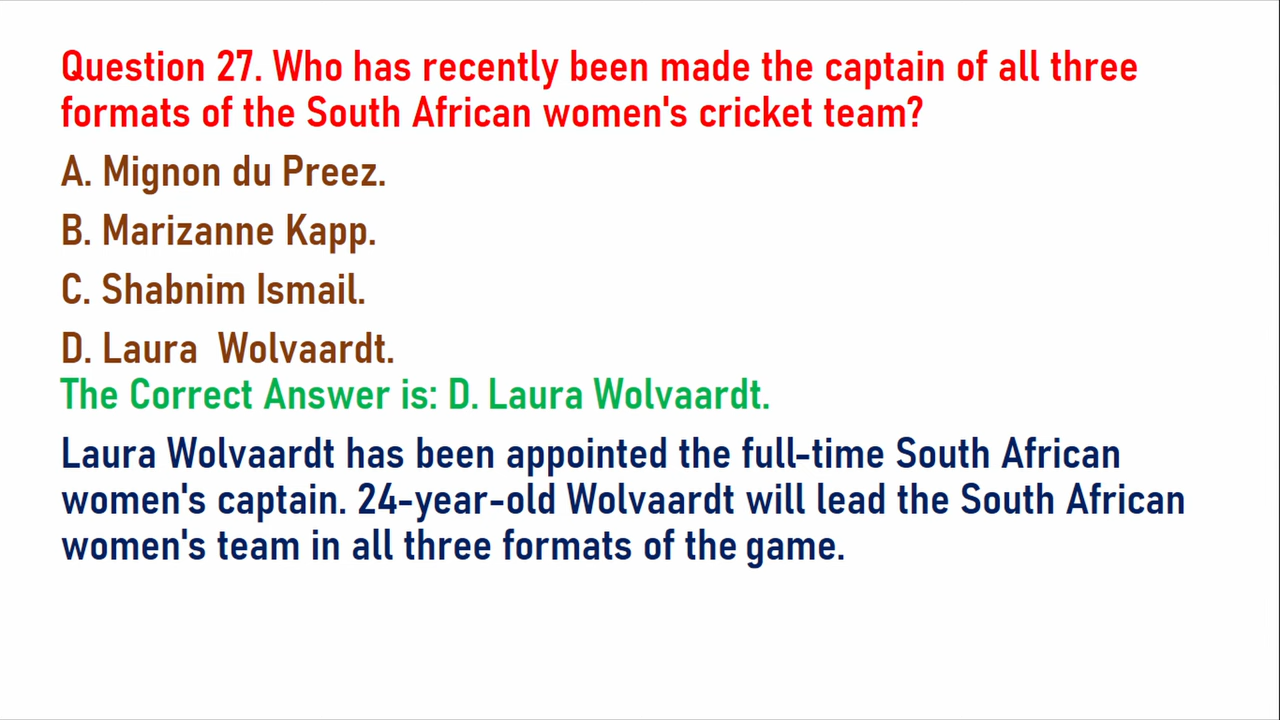 Question 27. Who has recently been made the captain of all three
formats of the South African women's cricket team?
A. Mignon du Preez.
B. Marizanne Kapp.
C. Shabnim Ismail.
D. Laura  Wolvaardt.
The Correct Answer is: D. Laura Wolvaardt.
Laura Wolvaardt has been appointed the full-time South African
women's captain. 24-year-old Wolvaardt will lead the South African
women's team in all three formats of the game.